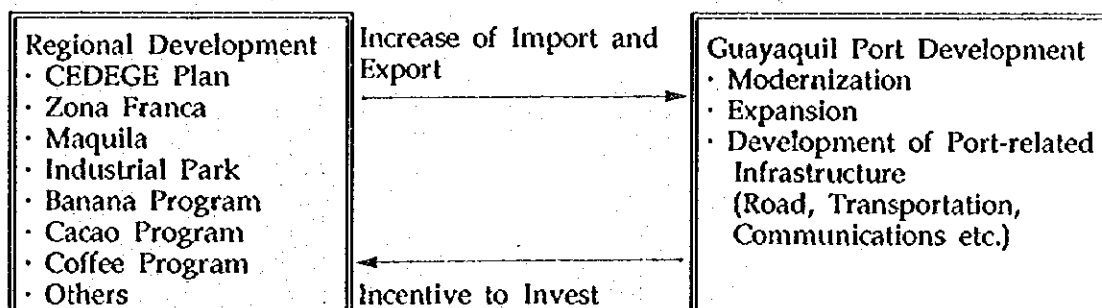 Regional Development
· CEDEGE Plan
· Zona Franca
· Maquila
· Industrial Park
· Banana Program
· Cacao Program
· Coffee Program
· Others
Increase of Import and
Export
Incentive to Invest
Guayaquil Port Development
· Modernization
· Expansion
· Development of Port-related
Infrastructure
(Road, Transportation,
Communications etc.)